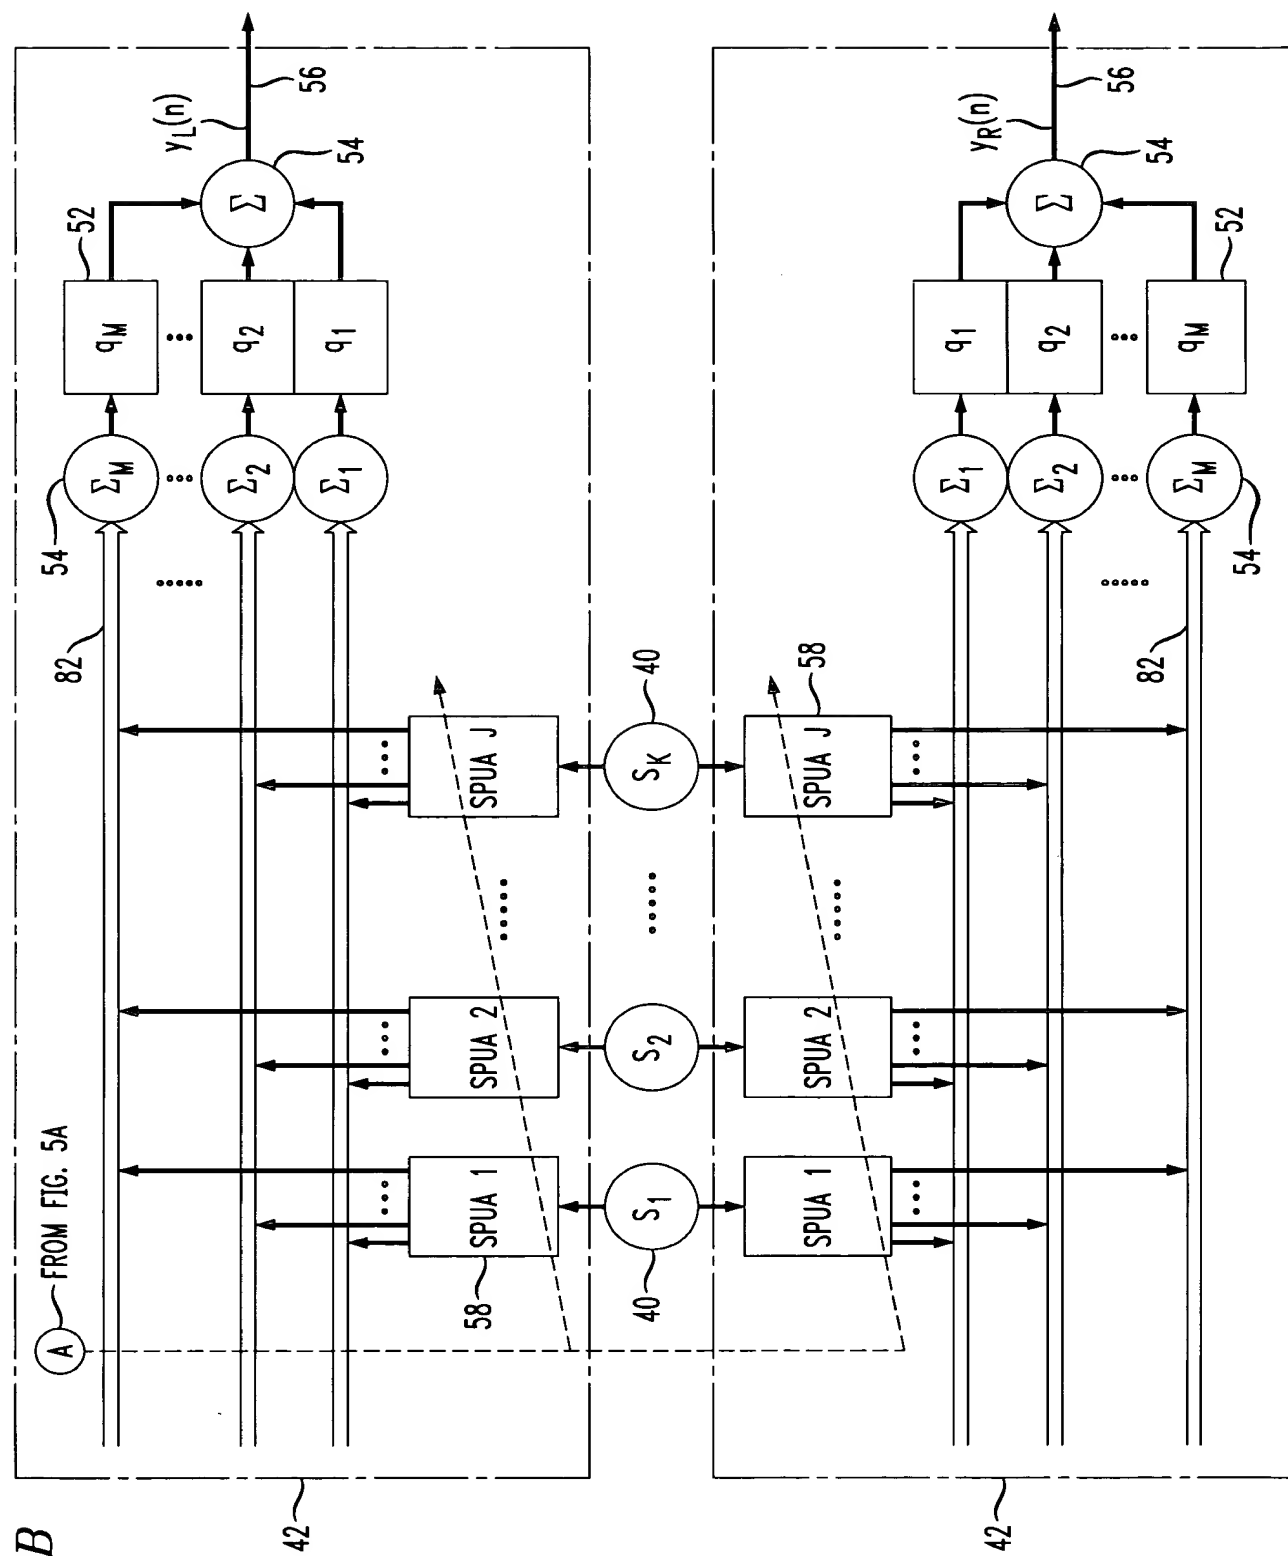 B
A
FROM FIG. 5A
82
54
Σ_M
q_M
52
Σ_2
q_2
Σ_1
q_1
Σ
54
y_L(n)
56
SPUA 1
SPUA 2
SPUA J
58
42
S_1
S_2
S_K
40
40
SPUA 1
SPUA 2
SPUA J
58
42
Σ_1
q_1
Σ_2
q_2
Σ_M
q_M
52
82
54
Σ
54
y_R(n)
56